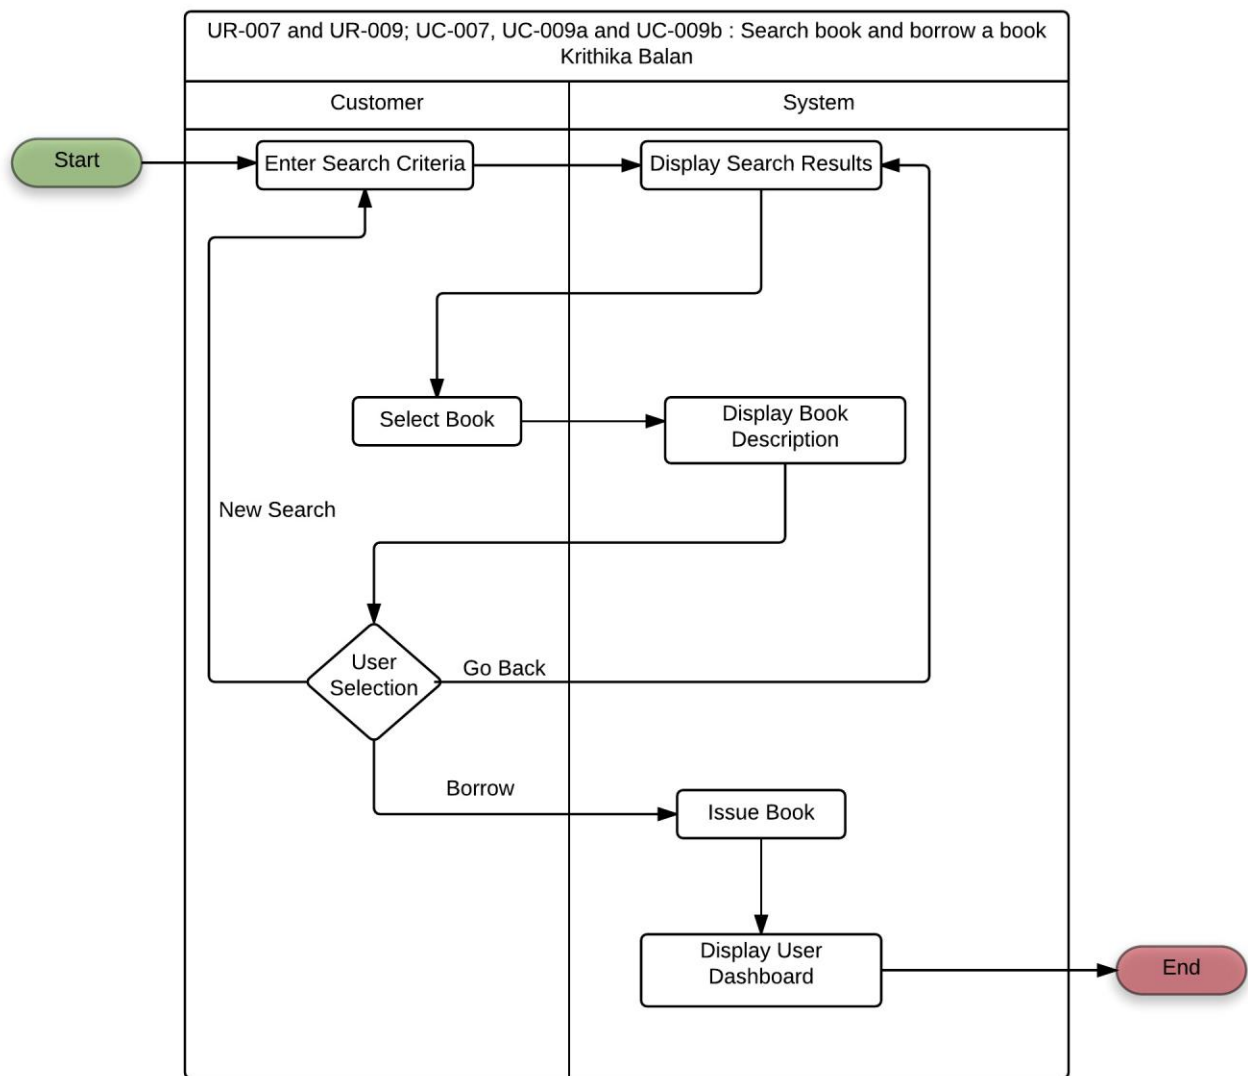 UR-007 and UR-009; UC-007, UC-009a and UC-009b : Search book and borrow a book
Krithika Balan
Customer
System
Start
Enter Search Criteria
Display Search Results
Select Book
Display Book
Description
New Search
User
Selection
Go Back
Borrow
Issue Book
Display User
Dashboard
End